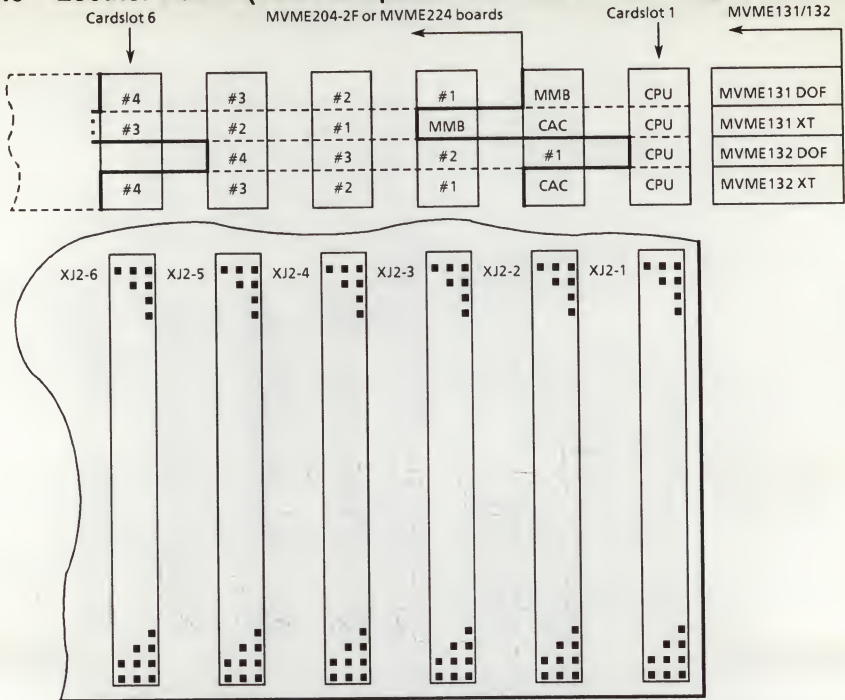 Cardslot 6 MVME204-2F or MVME224 boards Cardslot 1 MVME131/132
#4 #3 #2 #1 MMB CPU MVME131 DOF
#3 #2 #1 MMB CAC CPU MVME131 XT
#4 #3 #2 #1 CPU MVME132 DOF
#4 #3 #2 #1 CAC CPU MVME132 XT
XJ2-6 XJ2-5 XJ2-4 XJ2-3 XJ2-2 XJ2-1